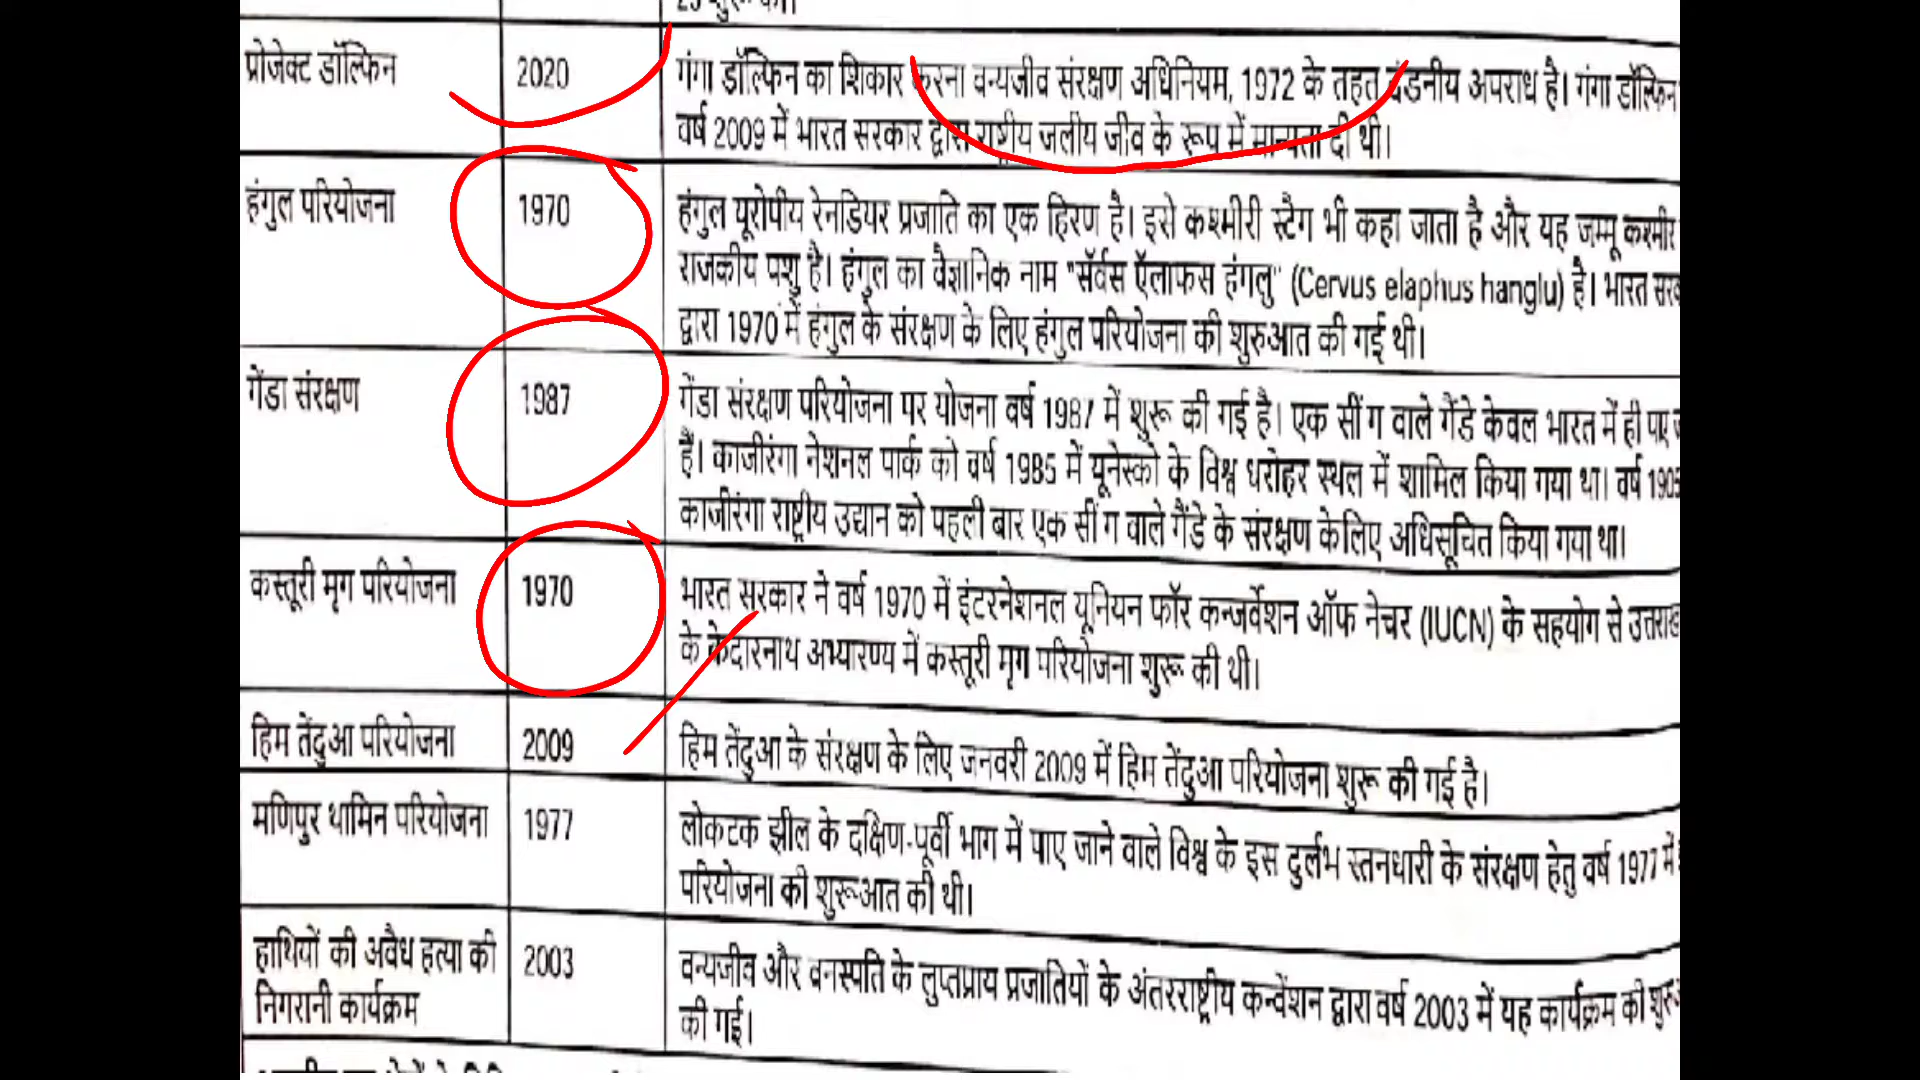 प्रोजेक्ट डॉल्फिन
2020
गंगा डॉल्फिन का शिकार करना वन्यजीव संरक्षण अधिनियम, 1972 के तहत दंडनीय अपराध है। गंगा डॉल्फिन
वर्ष 2009 में भारत सरकार द्वारा राष्ट्रीय जलीय जीव के रूप में मान्यता दी थी।
हंगुल परियोजना
1970
हंगुल यूरोपीय रेनडियर प्रजाति का एक हिरण है। इसे कश्मीरी स्टैग भी कहा जाता है और यह जम्मू कश्मीर
राजकीय पशु है। हंगुल का वैज्ञानिक नाम "सॅर्वस ऍलाफस हंगलु" (Cervus elaphus hanglu) है। भारत
द्वारा 1970 में हंगुल के संरक्षण के लिए हंगुल परियोजना की शुरुआत की गई थी।
गेंडा संरक्षण
1987
गेंडा संरक्षण परियोजना पर योजना वर्ष 1987 में शुरू की गई है। एक सींग वाले गैंडे केवल भारत में ही पाए
हैं। काजीरंगा नेशनल पार्क को वर्ष 1985 में यूनेस्को के विश्व धरोहर स्थल में शामिल किया गया था। वर्ष
काजीरंगा राष्ट्रीय उद्यान को पहली बार एक सींग वाले गैंडे के संरक्षण केलिए अधिसूचित किया गया था।
कस्तूरी मृग परियोजना
1970
भारत सरकार ने वर्ष 1970 में इंटरनेशनल यूनियन फॉर कन्जर्वेशन ऑफ नेचर (IUCN) के सहयोग से
के केदारनाथ अभ्यारण्य में कस्तूरी मृग परियोजना शुरू की थी।
हिम तेंदुआ परियोजना
2009
हिम तेंदुआ के संरक्षण के लिए जनवरी 2009 में हिम तेंदुआ परियोजना शुरू की गई है।
मणिपुर थामिन परियोजना
1977
लोकटक झील के दक्षिण-पूर्वी भाग में पाए जाने वाले विश्व के इस दुर्लभ स्तनधारी के संरक्षण हेतु वर्ष 1977 में
परियोजना की शुरूआत की थी।
हाथियों की अवैध हत्या की
निगरानी कार्यक्रम
2003
वन्यजीव और वनस्पति के लुप्तप्राय प्रजातियों के अंतरराष्ट्रीय कन्वेंशन द्वारा वर्ष 2003 में यह कार्यक्रम की
की गई।